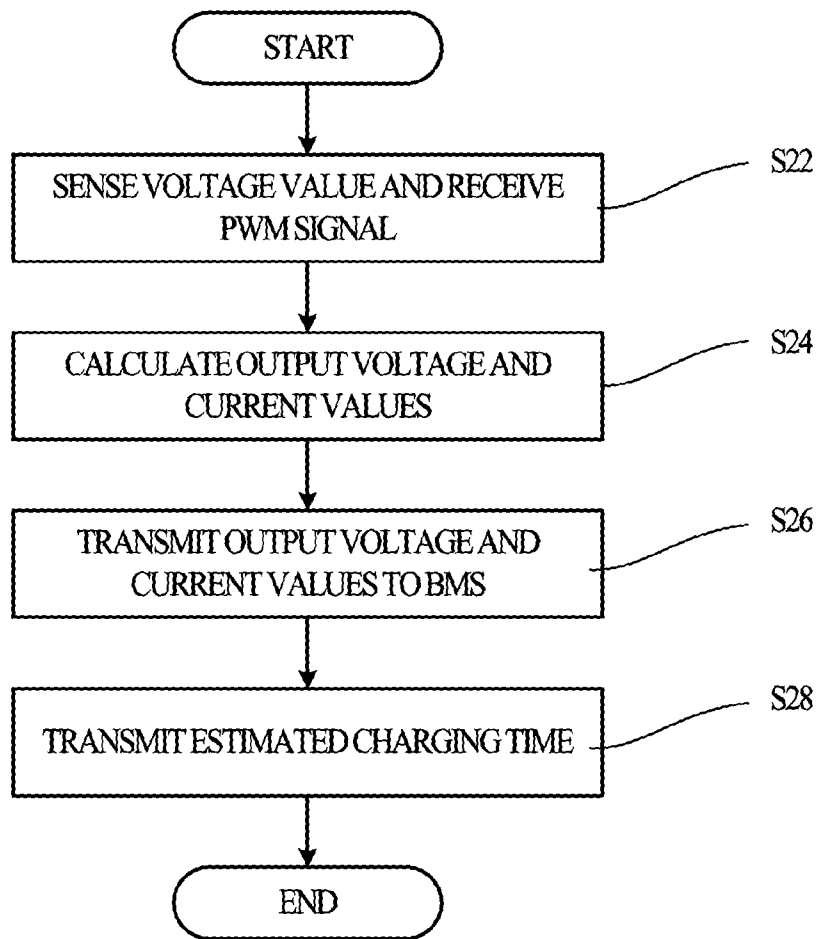 START
SENSE VOLTAGE VALUE AND RECEIVE
PWM SIGNAL
S22
CALCULATE OUTPUT VOLTAGE AND
CURRENT VALUES
S24
TRANSMIT OUTPUT VOLTAGE AND
CURRENT VALUES TO BMS
S26
TRANSMIT ESTIMATED CHARGING TIME
S28
END